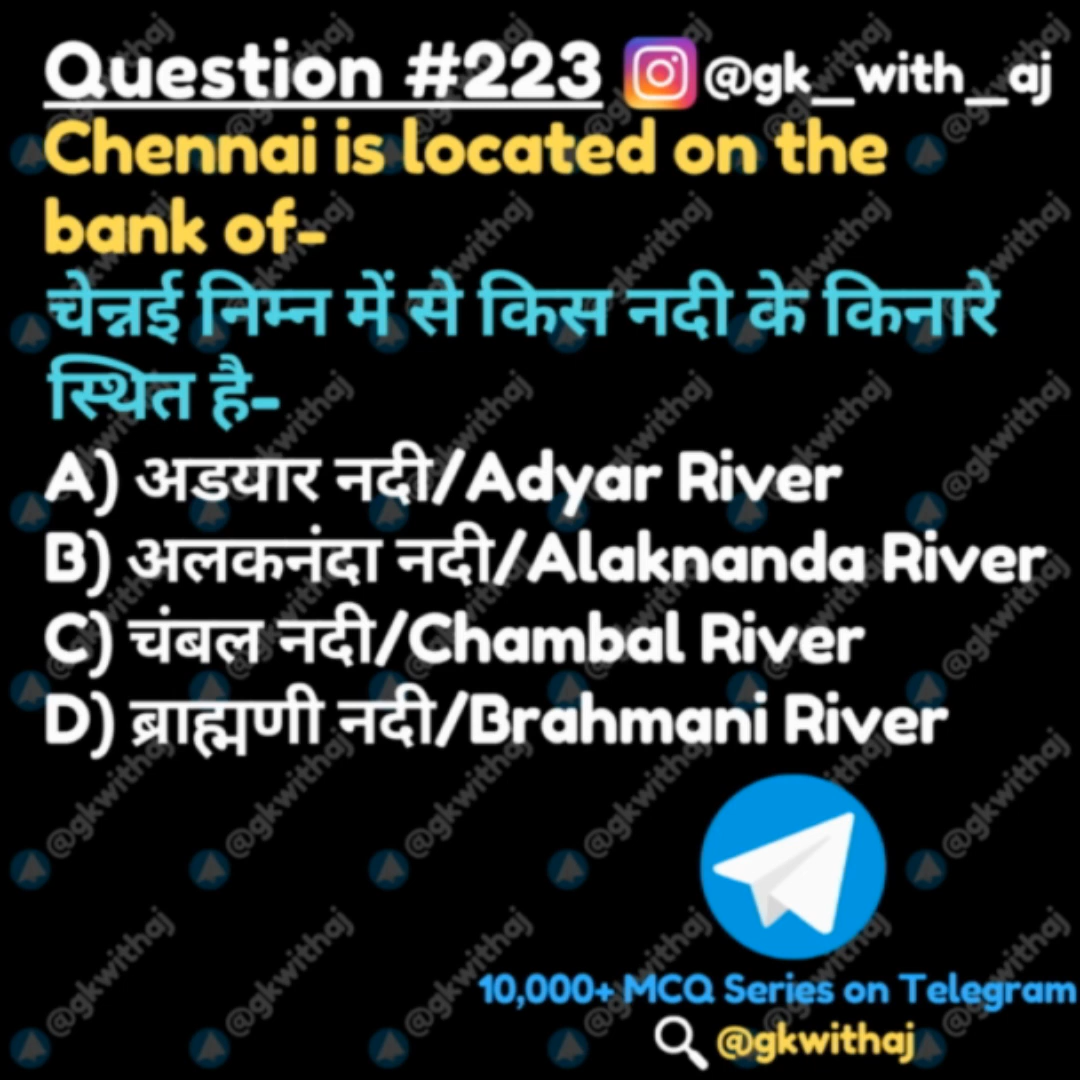 Question #223 @gk_with_aj
Chennai is located on the
bank of-
चेन्नई निम्न में से किस नदी के किनारे
स्थित है-
A) अडयार नदी/Adyar River
B) अलकनंदा नदी/Alaknanda River
C) चंबल नदी/Chambal River
D) ब्राह्मणी नदी/Brahmani River
10,000+ MCQ Series on Telegram
@gkwithaj